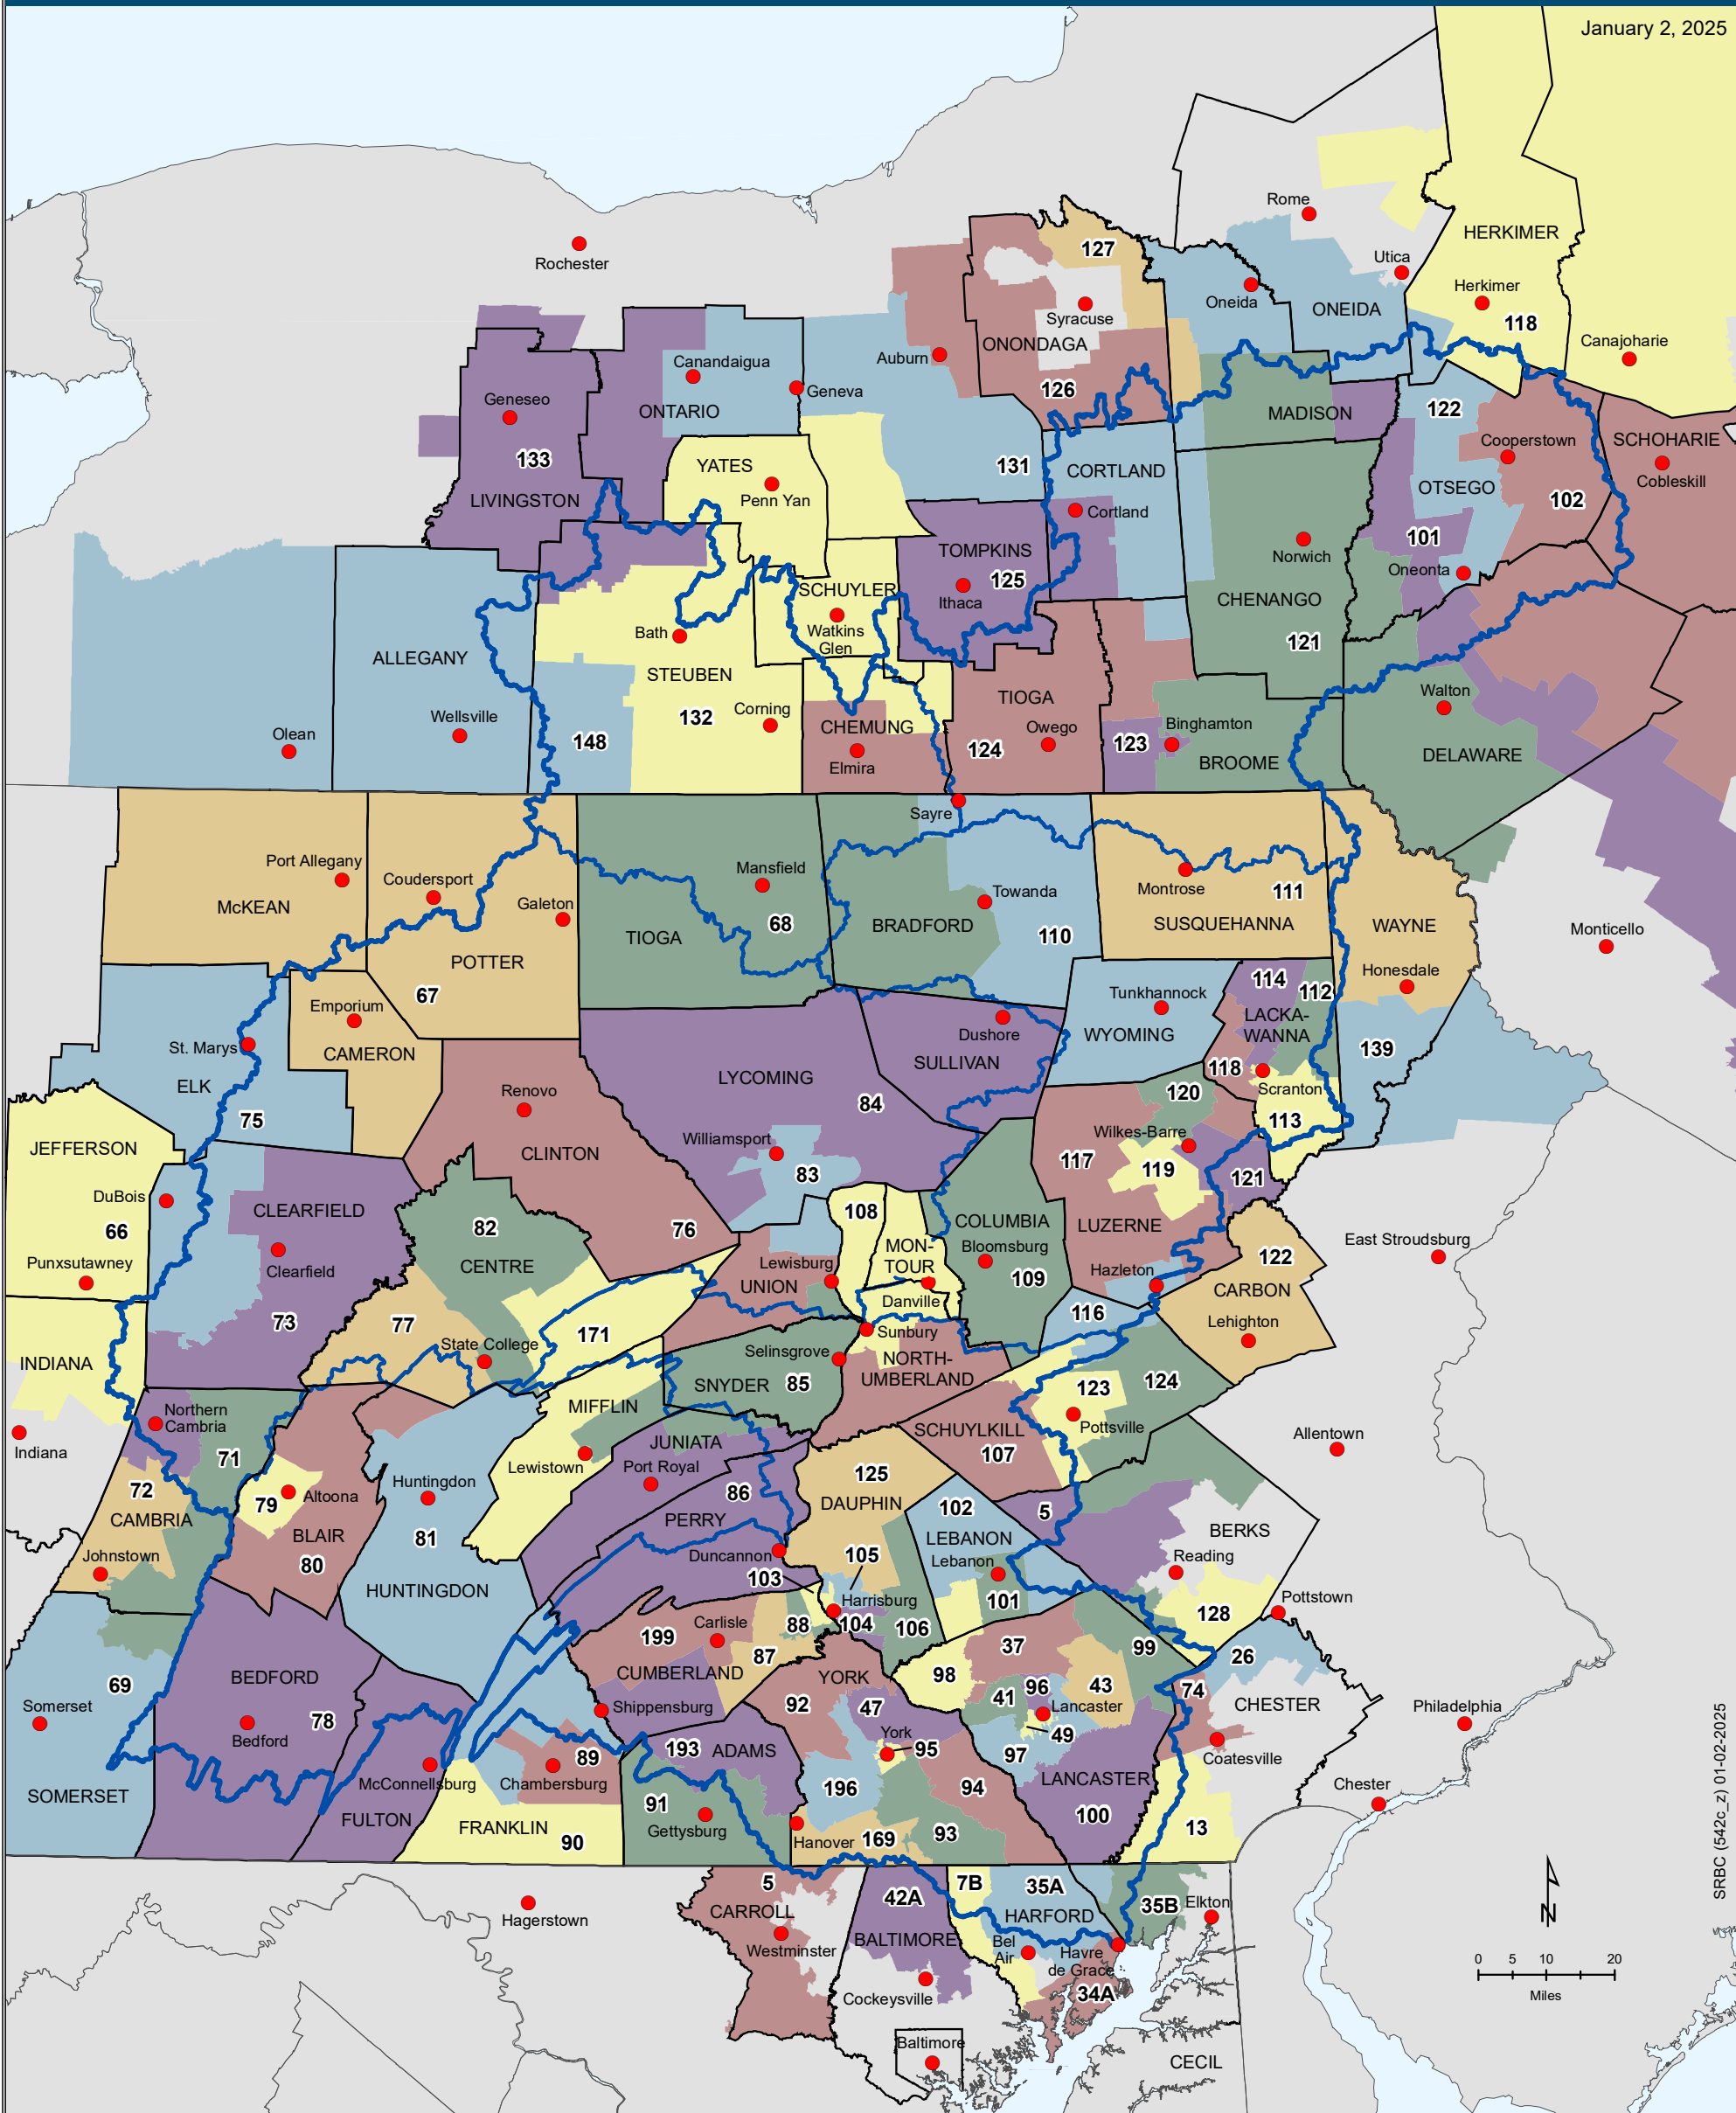 January 2, 2025
Rome
HERKIMER
127
Utica
Rochester
Herkimer
Oneida
ONEIDA
118
Syracuse
Canajoharie
ONONDAGA
Auburn
Canandaigua
Geneva
126
Geneseo
ONTARIO
MADISON
122
SCHOHARIE
Cooperstown
133
YATES
131
CORTLAND
Cobleskill
LIVINGSTON
Penn Yan
OTSEGO
102
Cortland
101
Norwich
TOMPKINS
125
Oneonta
SCHUYLER
Ithaca
CHENANGO
Watkins
Glen
Bath
121
ALLEGANY
STEUBEN
TIOGA
Walton
132
Corning
Wellsville
CHEMUNG
Owego
Binghamton
Olean
148
Elmira
124
123
BROOME
DELAWARE
Sayre
Port Allegany
Mansfield
Coudersport
Montrose
111
Galeton
Towanda
McKEAN
68
BRADFORD
SUSQUEHANNA
WAYNE
TIOGA
110
Monticello
POTTER
Honesdale
67
114
112
Emporium
Tunkhannock
LACKA-
WANNA
St. Marys
CAMERON
Dushore
WYOMING
139
ELK
SULLIVAN
LYCOMING
118
Renovo
84
120
Scranton
75
113
JEFFERSON
Williamsport
Wilkes-Barre
CLINTON
117
119
83
121
DuBois
CLEARFIELD
108
COLUMBIA
LUZERNE
66
82
76
MON-
TOUR
Bloomsburg
East Stroudsburg
Punxsutawney
CENTRE
122
Clearfield
Lewisburg
109
Hazleton
UNION
CARBON
Danville
116
73
77
171
Lehighton
Sunbury
State College
Selinsgrove
INDIANA
NORTH-
UMBERLAND
SNYDER
85
123
124
MIFFLIN
Northern
Cambria
Pottsville
SCHUYLKILL
Allentown
Indiana
JUNIATA
107
71
Lewistown
Port Royal
72
Huntingdon
125
79
Altoona
86
DAUPHIN
102
5
CAMBRIA
PERRY
BLAIR
81
LEBANON
BERKS
Johnstown
80
Duncannon
105
Lebanon
Reading
103
HUNTINGDON
Harrisburg
101
Pottstown
Carlisle
88
104
106
128
199
37
99
26
87
CUMBERLAND
YORK
98
BEDFORD
69
96
43
74
Shippensburg
92
47
41
Lancaster
CHESTER
Somerset
Philadelphia
78
York
49
Bedford
193
ADAMS
95
97
Coatesville
89
McConnellsburg
Chambersburg
196
94
LANCASTER
Chester
SOMERSET
91
100
FULTON
FRANKLIN
Gettysburg
90
Hanover
169
93
13
5
7B
35A
42A
35B
Elkton
Hagerstown
CARROLL
HARFORD
Westminster
BALTIMORE
Bel
Air
Havre
de Grace
34A
Cockeysville
N
0 5 10 20
Miles
Baltimore
CECIL
SRBC (542c_z) 01-02-2025